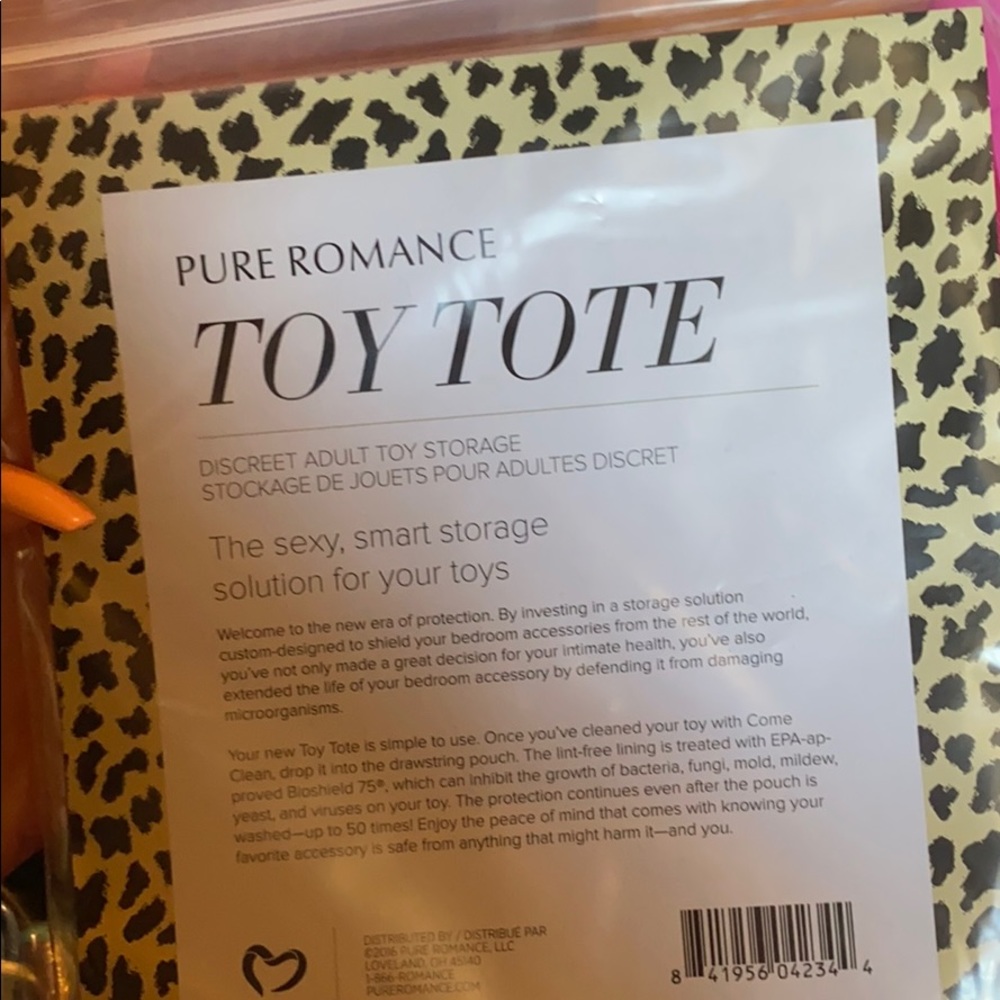 PURE ROMANCE
TOY TOTE
DISCREET ADULT TOY STORAGE
STOCKAGE DE JOUETS POUR ADULTES DISCRET
The sexy, smart storage
solution for your toys
Welcome to the new era of protection. By investing in a storage solution
custom-designed to shield your bedroom accessories from the rest of the world,
you've not only made a great decision for your intimate health, you've also
extended the life of your bedroom accessory by defending it from damaging
microorganisms.
Your new Toy Tote is simple to use. Once you've cleaned your toy with Come
Clean, drop it into the drawstring pouch. The lint-free lining is treated with EPA-ap-
proved Bioshield 75®, which can inhibit the growth of bacteria, fungi, mold, mildew,
yeast, and viruses on your toy. The protection continues even after the pouch is
washed—up to 50 times! Enjoy the peace of mind that comes with knowing your
favorite accessory is safe from anything that might harm it—and you.
DISTRIBUTED BY / DISTRIBUÉ PAR
©2016 PURE ROMANCE, LLC
LOVELAND, OH 45140
1-866-ROMANCE
PUREROMANCE.COM
8 41956 04234 4